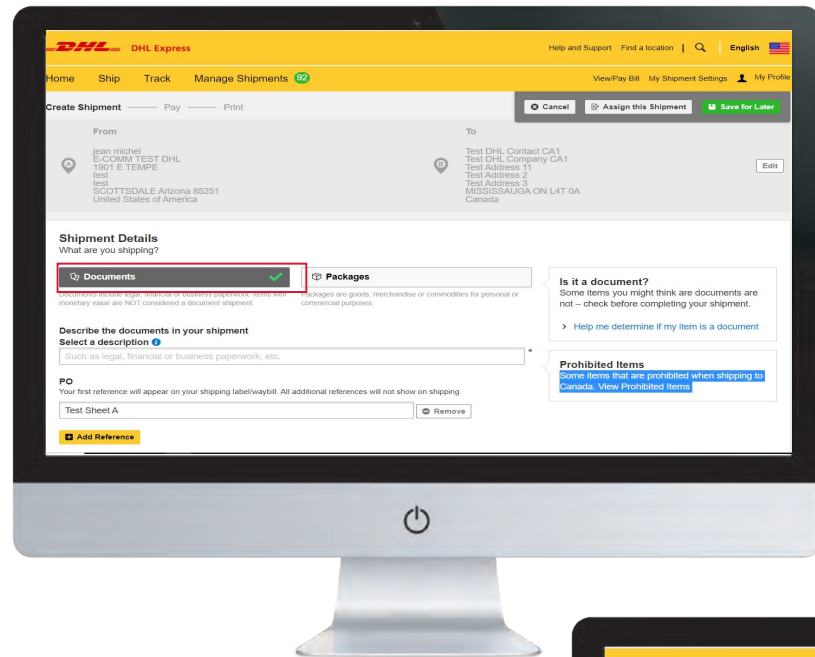 DHL DHL Express
Help and Support Find a location | English
Home Ship Track Manage Shipments 92
View/Pay Bill My Shipment Settings My Profile
Create Shipment Pay Print
Cancel Assign this Shipment Save for Later
From
A
jean michel
E-COMM TEST DHL
1901 E TEMPE
test
test
SCOTTSDALE Arizona 85251
United States of America
To
B
Test DHL Contact CA1
Test DHL Company CA1
Test Address 11
Test Address 2
Test Address 3
MISSISSAUGA ON L4T 0A
Canada
Edit
Shipment Details
What are you shipping?
Documents
Documents include legal, financial or business paperwork. Items with
monetary value are NOT considered a document shipment.
Packages
Packages are goods, merchandise or commodities for personal or
commercial purposes.
Describe the documents in your shipment
Select a description
Such as legal, financial or business paperwork, etc.
*
PO
Your first reference will appear on your shipping label/waybill. All additional references will not show on shipping
Test Sheet A
Remove
Add Reference
Is it a document?
Some items you might think are documents are
not – check before completing your shipment.
Help me determine if my item is a document
Prohibited Items
Some items that are prohibited when shipping to
Canada. View Prohibited Items